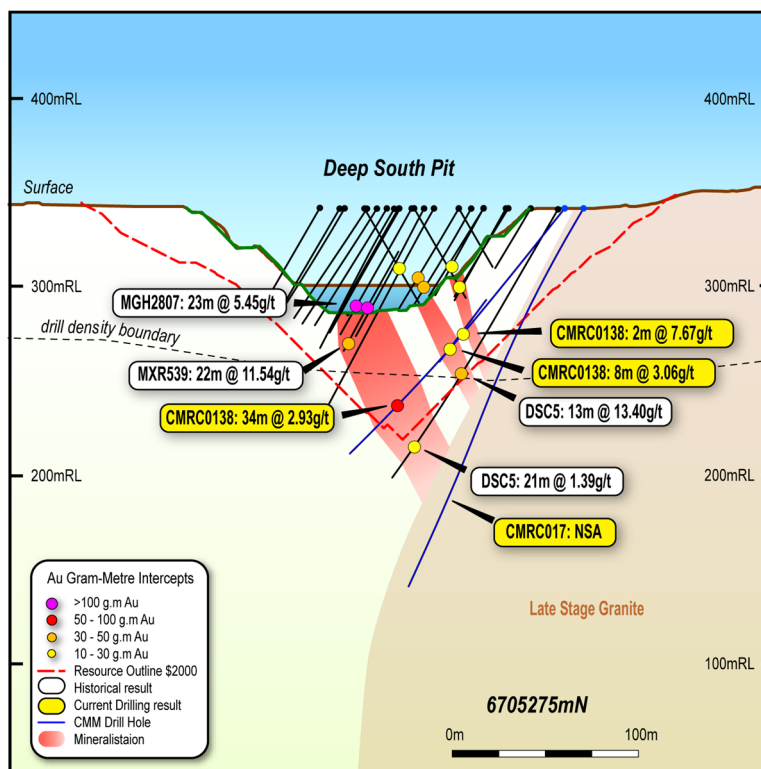 400mRL
400mRL
Deep South Pit
Surface
300mRL
300mRL
MGH2807: 23m @ 5.45g/t
drill density boundary
CMRC0138: 2m @ 7.67g/t
MXR539: 22m @ 11.54g/t
CMRC0138: 8m @ 3.06g/t
CMRC0138: 34m @ 2.93g/t
DSC5: 13m @ 13.40g/t
200mRL
200mRL
DSC5: 21m @ 1.39g/t
CMRC017: NSA
Au Gram-Metre Intercepts
>100 g.m Au
50 - 100 g.m Au
30 - 50 g.m Au
10 - 30 g.m Au
Resource Outline $2000
Historical result
Current Drilling result
CMM Drill Hole
Mineralistaion
Late Stage Granite
100mRL
6705275mN
0m
100m